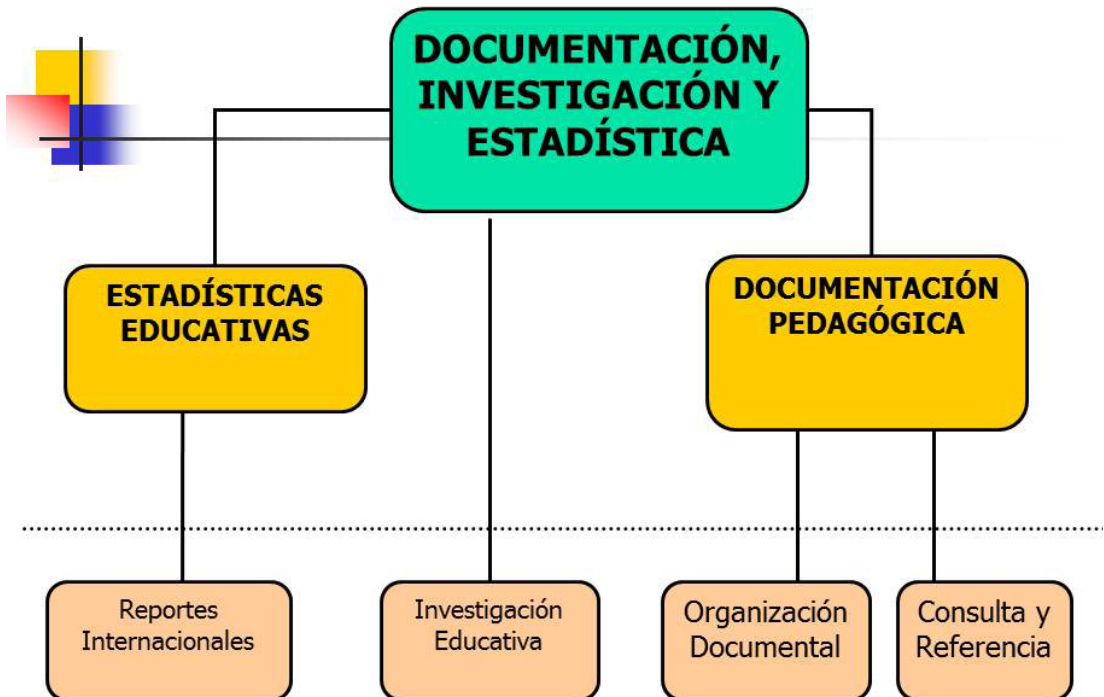 DOCUMENTACIÓN,
INVESTIGACIÓN Y
ESTADÍSTICA
ESTADÍSTICAS
EDUCATIVAS
DOCUMENTACIÓN
PEDAGÓGICA
Reportes
Internacionales
Investigación
Educativa
Organización
Documental
Consulta y
Referencia